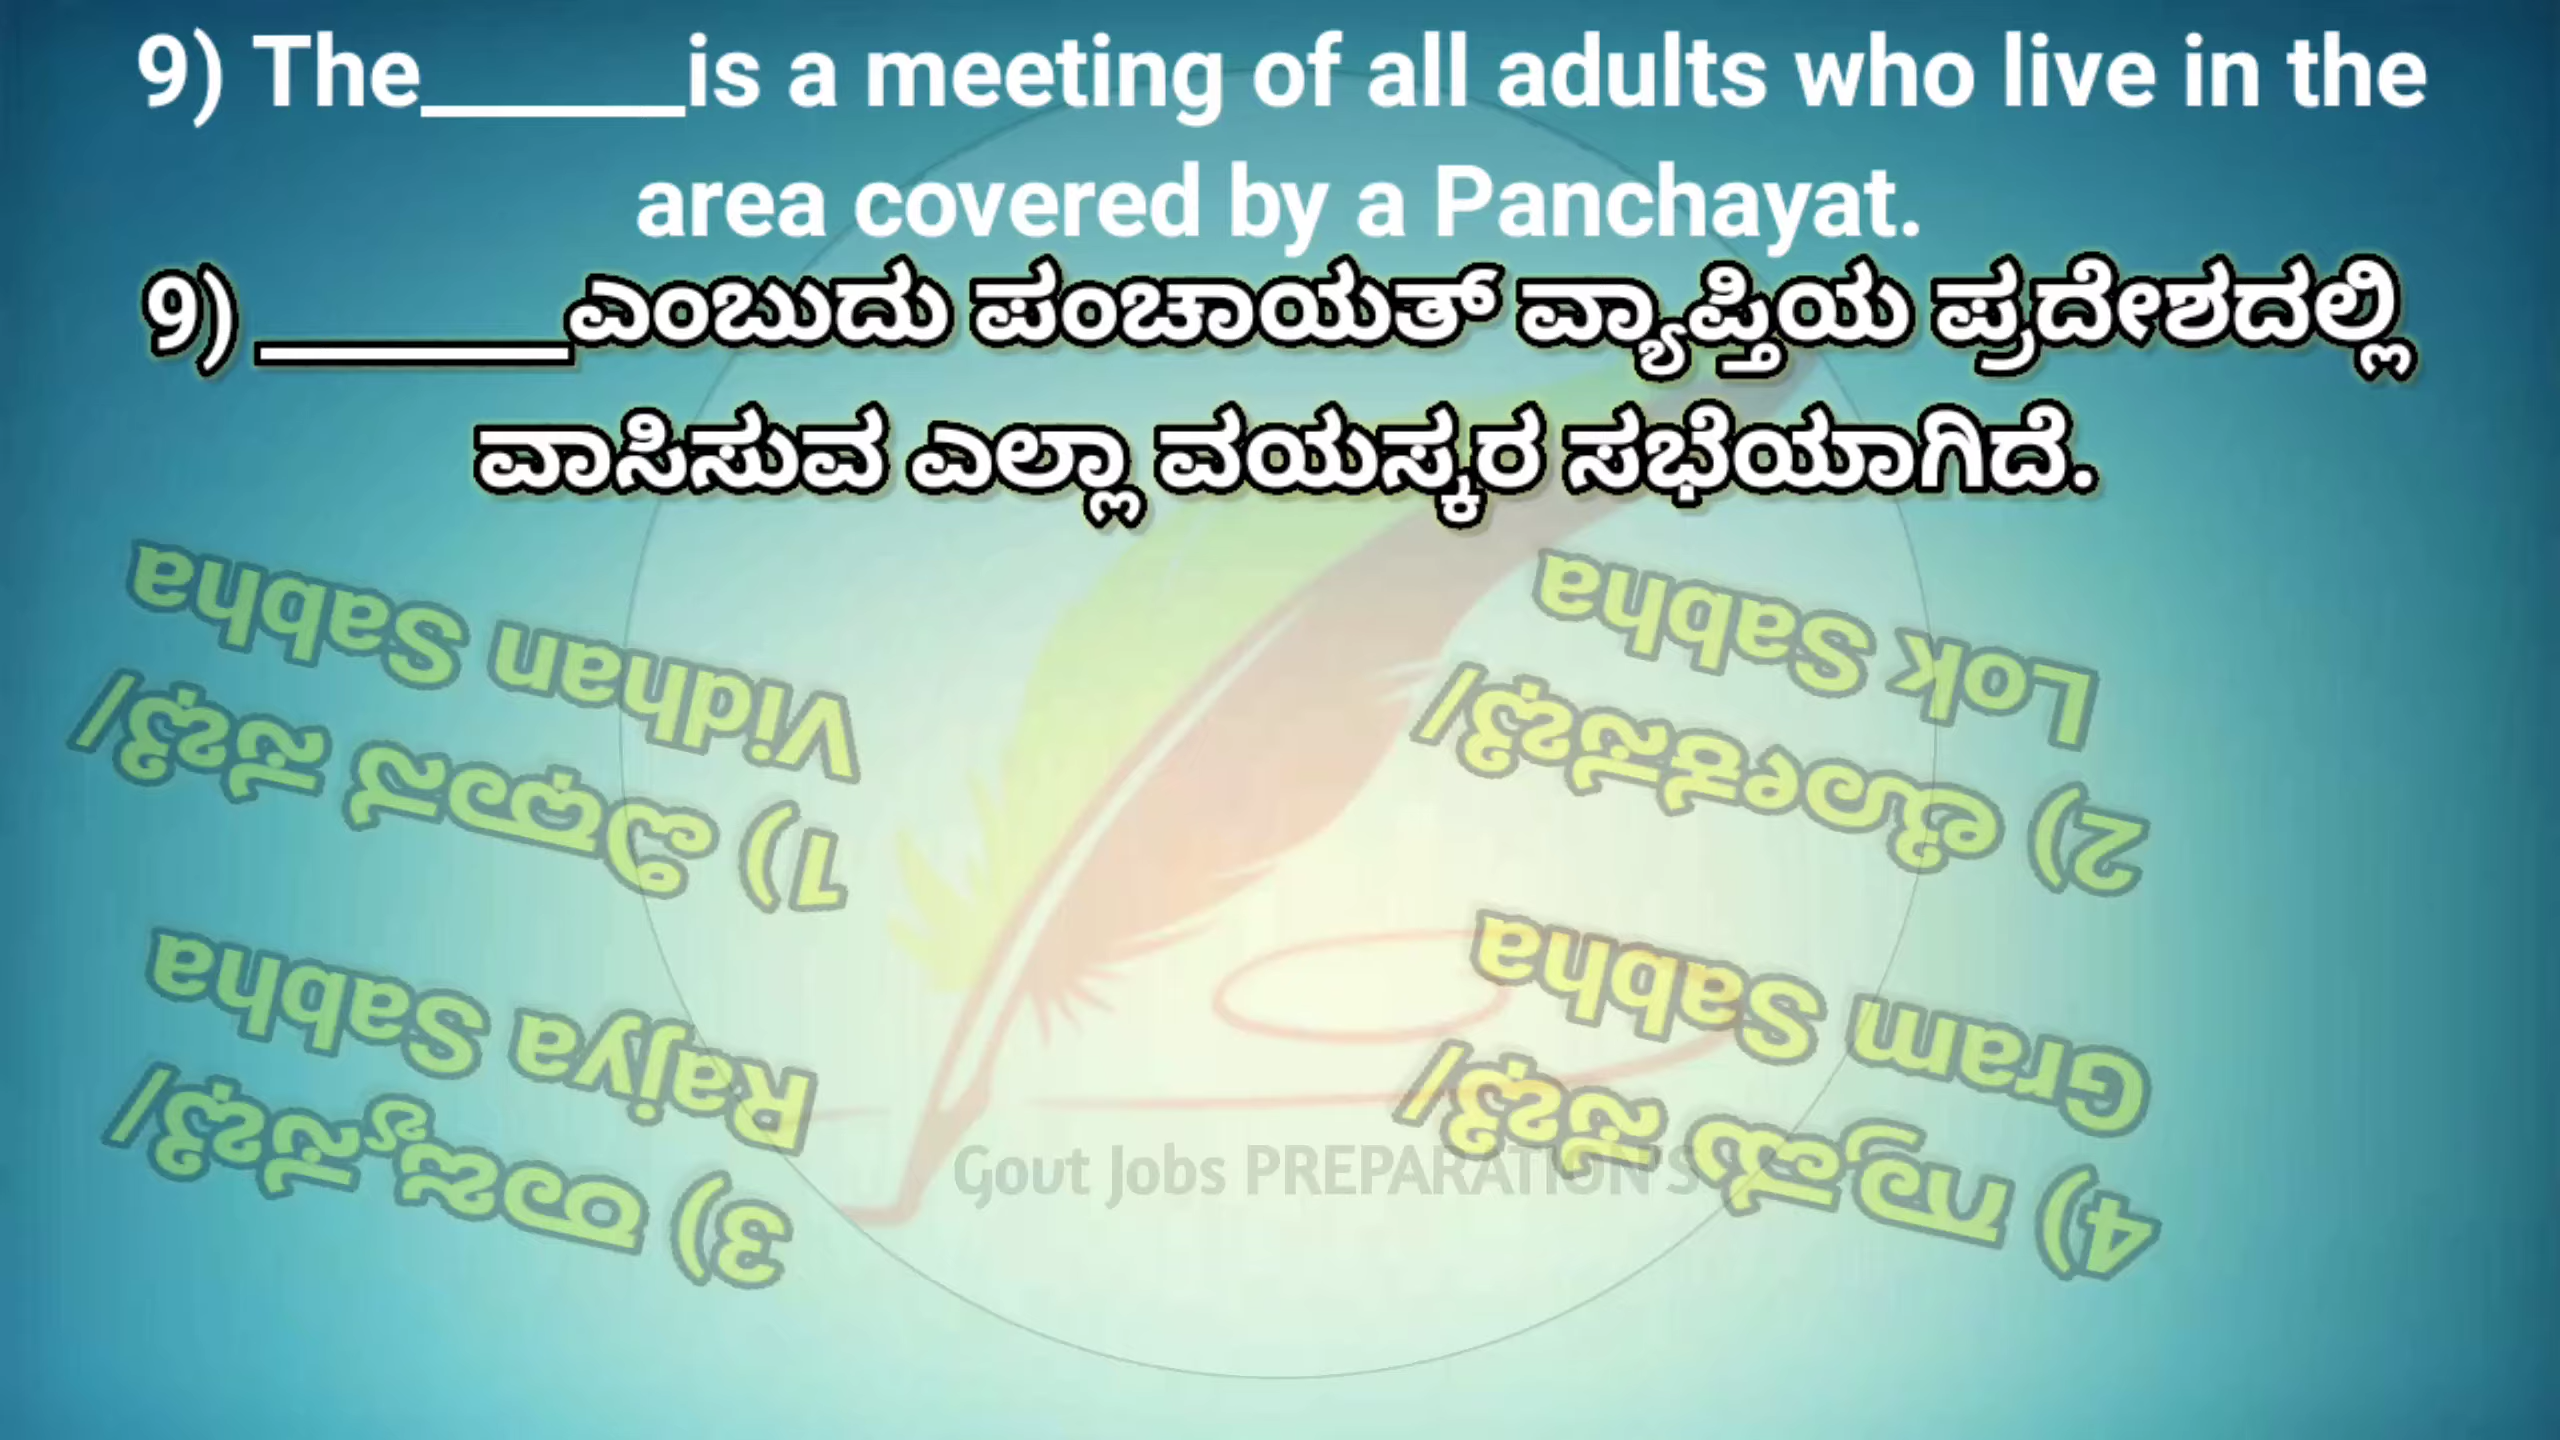 9) The_____is a meeting of all adults who live in the
area covered by a Panchayat.
9) ______ಎಂಬುದು ಪಂಚಾಯತ್ ವ್ಯಾಪ್ತಿಯ ಪ್ರದೇಶದಲ್ಲಿ
ವಾಸಿಸುವ ಎಲ್ಲಾ ವಯಸ್ಕರ ಸಭೆಯಾಗಿದೆ.
1) ವಿಧಾನ ಸಭೆ/
Vidhan Sabha
2) ಲೋಕಸಭೆ/
Lok Sabha
3) ರಾಜ್ಯಸಭೆ/
Rajya Sabha
4) ಗ್ರಾಮ ಸಭೆ/
Gram Sabha
Govt Jobs PREPARATION'S